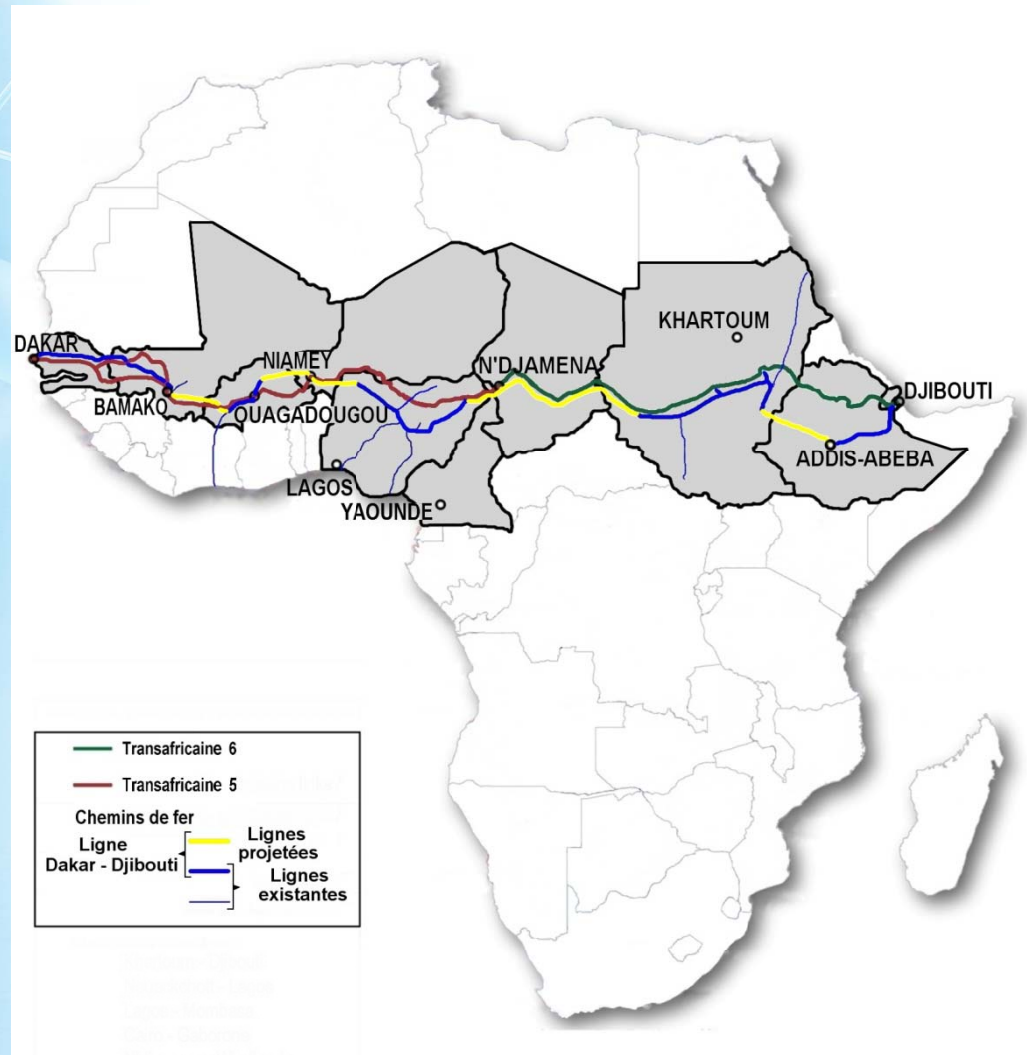 KHARTOUM
DAKAR
NIAMEY
N'DJAMENA
DJIBOUTI
BAMAKO
OUAGADOUGOU
ADDIS-ABEBA
LAGOS
YAOUNDE
Transafricaine 6
Transafricaine 5
Chemins de fer
Ligne
Dakar - Djibouti
Lignes
projetées
Lignes
existantes